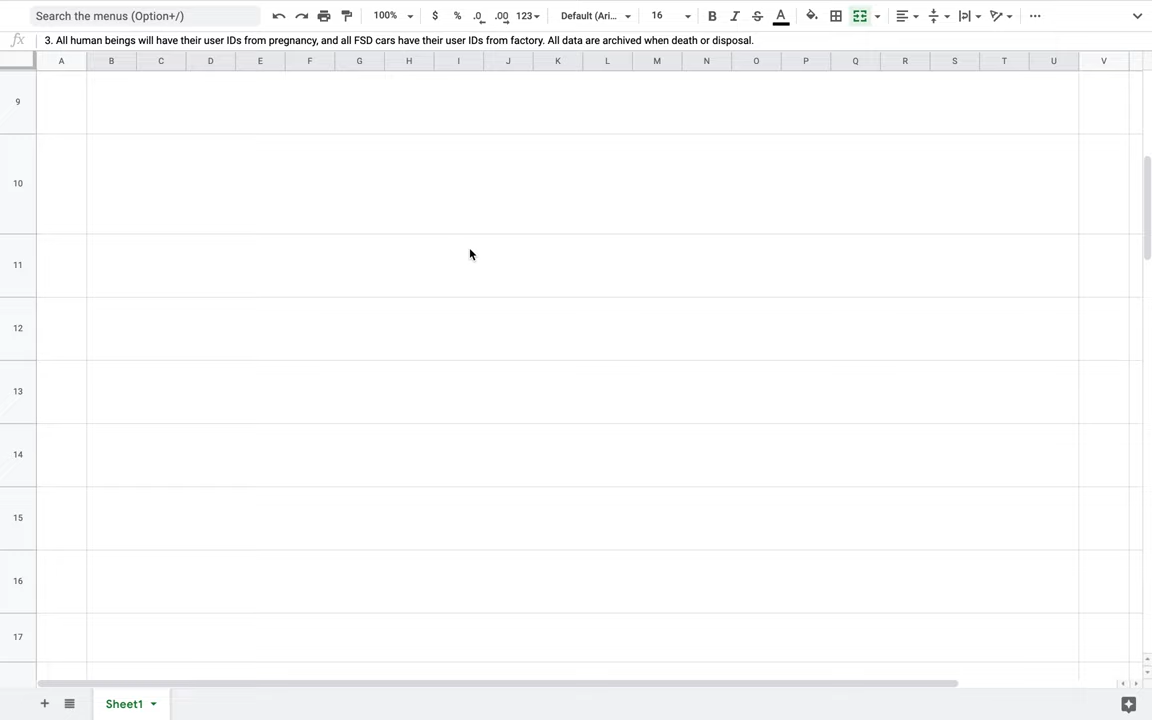 Search the menus (Option+/) 100% $ % .0 .00 123 Default (Ari... 16 B I S A ...
fx 3. All human beings will have their user IDs from pregnancy, and all FSD cars have their user IDs from factory. All data are archived when death or disposal.
A B C D E F G H I J K L M N O P Q R S T U V
9
10
11
12
13
14
15
16
17
Sheet1